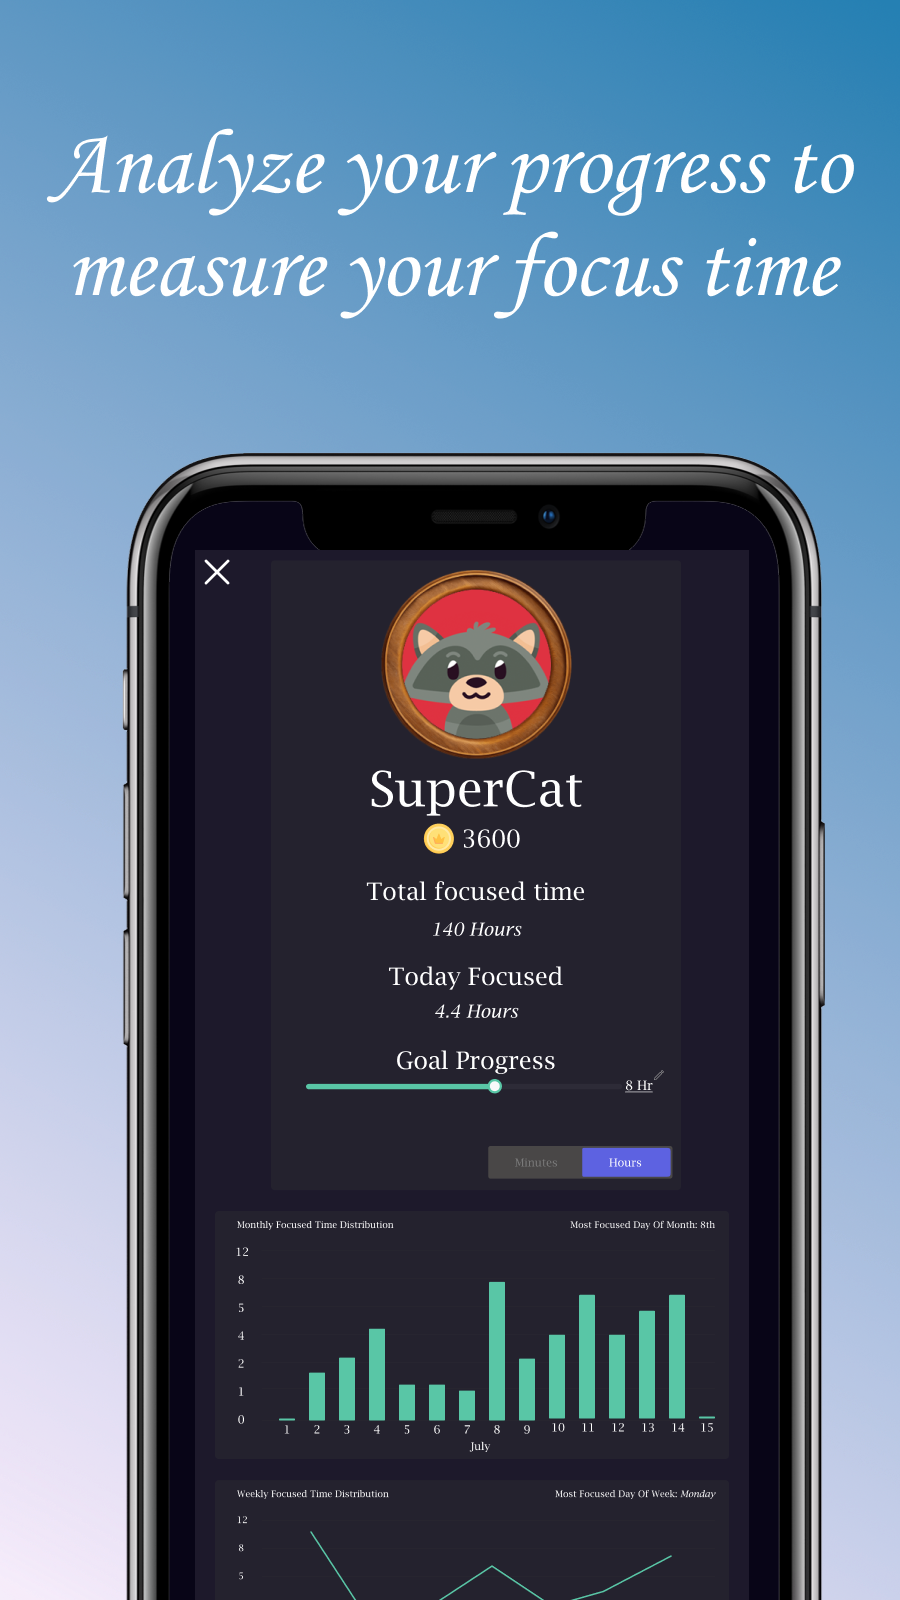 Analyze your progress to
measure your focus time
SuperCat
3600
Total focused time
140 Hours
Today Focused
4.4 Hours
Goal Progress
8 Hr
Minutes Hours
Monthly Focused Time Distribution Most Focused Day Of Month: 8th
12
8
5
4
2
1
0
1 2 3 4 5 6 7 8 9 10 11 12 13 14 15
July
Weekly Focused Time Distribution Most Focused Day Of Week: Monday
12
8
5